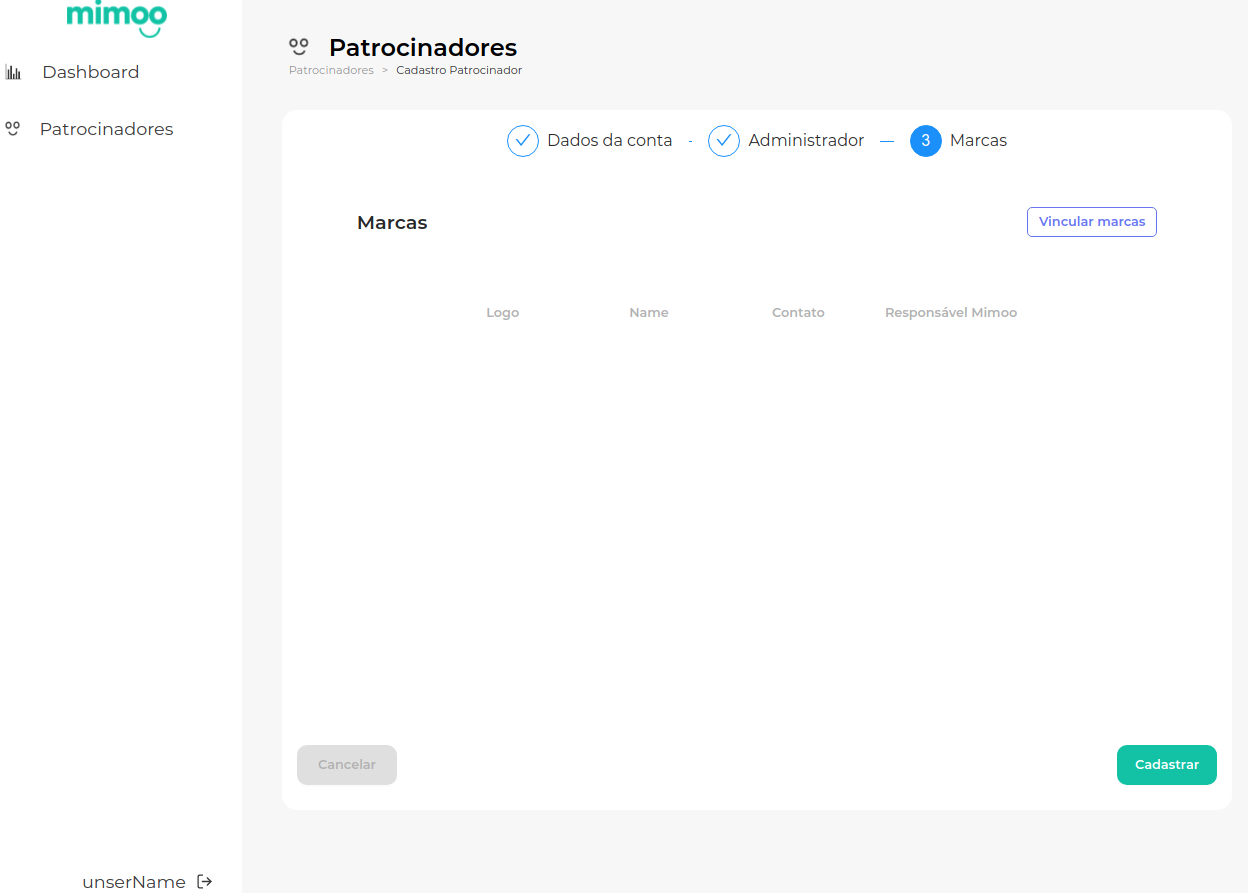 mimoo
Dashboard
Patrocinadores
unserName
Patrocinadores
Patrocinadores > Cadastro Patrocinador
Dados da conta - Administrador — 3 Marcas
Marcas Vincular marcas
Logo Name Contato Responsável Mimoo
Cancelar Cadastrar